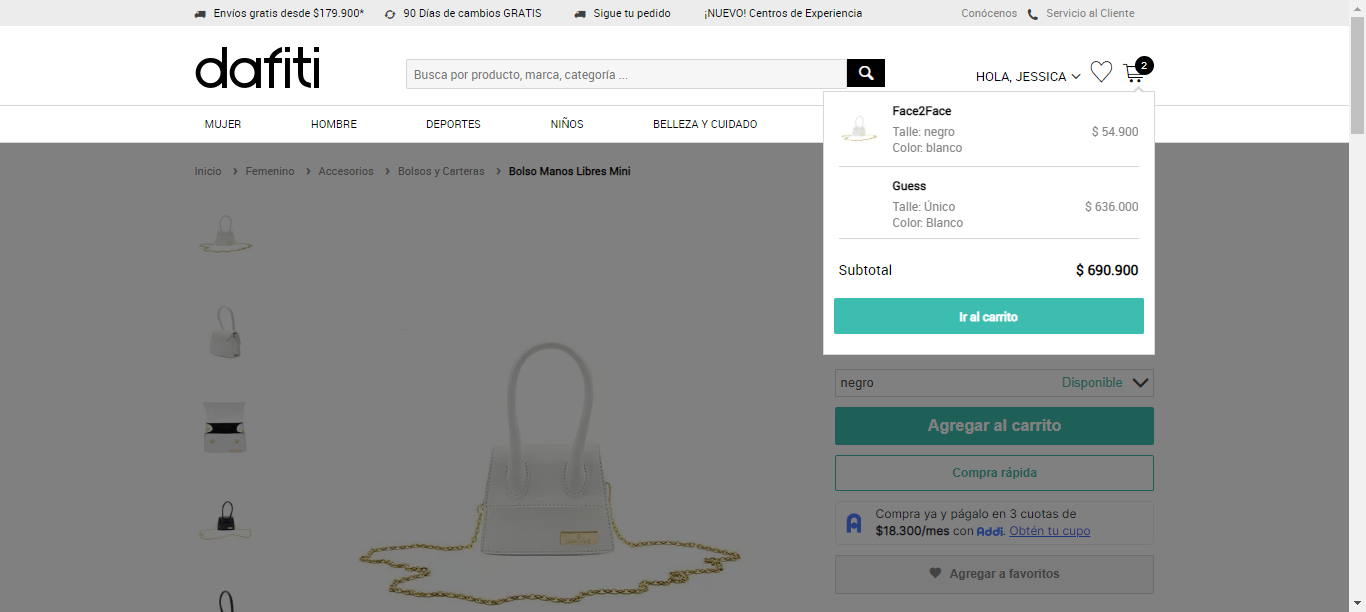 Envíos gratis desde $179.900*
90 Días de cambios GRATIS
Sigue tu pedido
¡NUEVO! Centros de Experiencia
Conócenos
Servicio al Cliente
dafiti
Busca por producto, marca, categoría ...
HOLA, JESSICA
2
MUJER
HOMBRE
DEPORTES
NIÑOS
BELLEZA Y CUIDADO
Face2Face
Talle: negro
$ 54.900
Color: blanco
Guess
Talle: Único
$ 636.000
Color: Blanco
Subtotal
$ 690.900
Ir al carrito
Inicio > Femenino > Accesorios > Bolsos y Carteras > Bolso Manos Libres Mini
negro
Disponible
Agregar al carrito
Compra rápida
Compra ya y págalo en 3 cuotas de
$18.300/mes con Addi. Obtén tu cupo
Agregar a favoritos